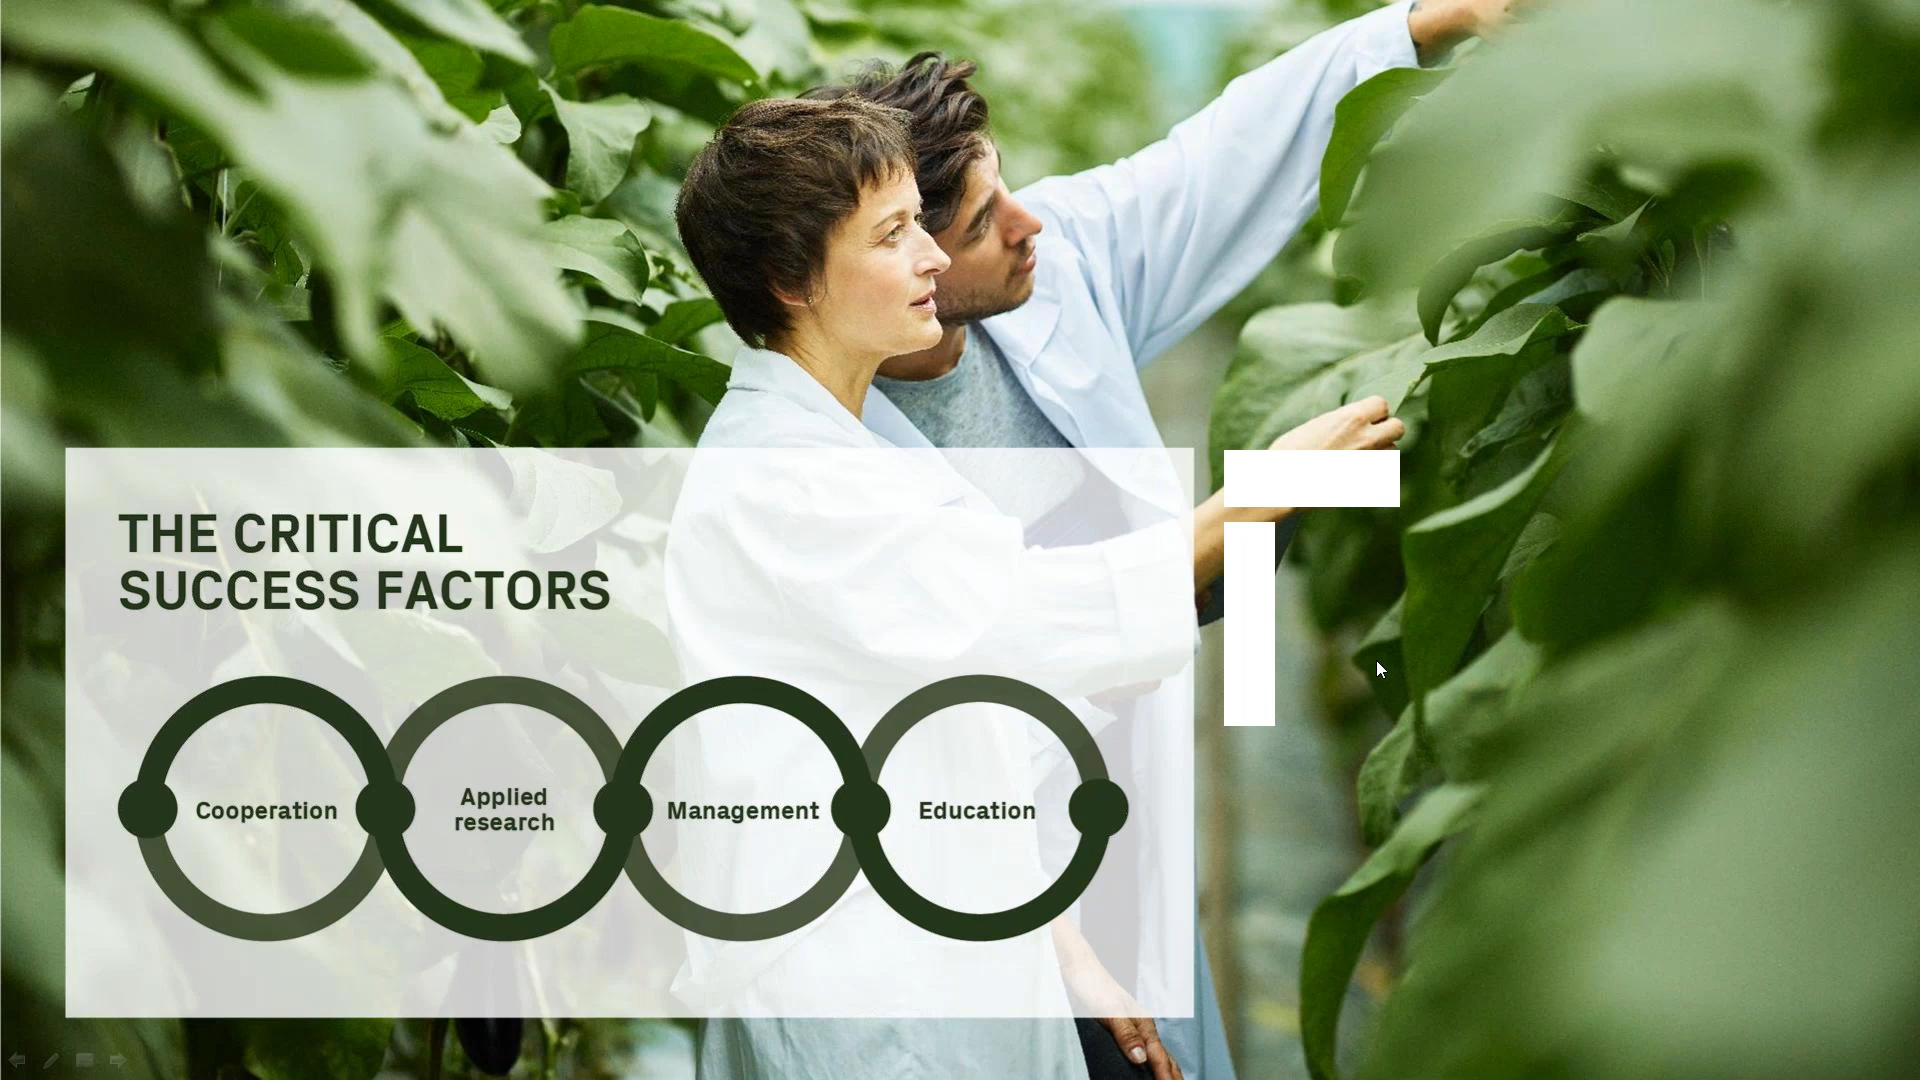 THE CRITICAL
SUCCESS FACTORS
Cooperation
Applied
research
Management
Education